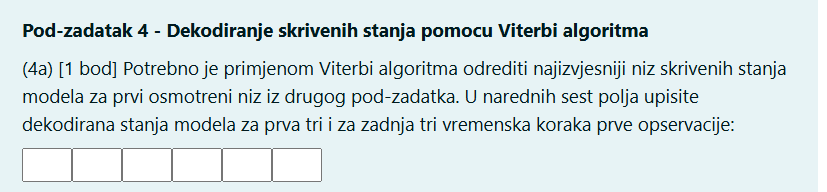 Pod-zadatak 4 - Dekodiranje skrivenih stanja pomocu Viterbi algoritma
(4a) [1 bod] Potrebno je primjenom Viterbi algoritma odrediti najizvjesniji niz skrivenih stanja
modela za prvi osmotreni niz iz drugog pod-zadatka. U narednih sest polja upisite
dekodirana stanja modela za prva tri i za zadnja tri vremenska koraka prve opservacije: